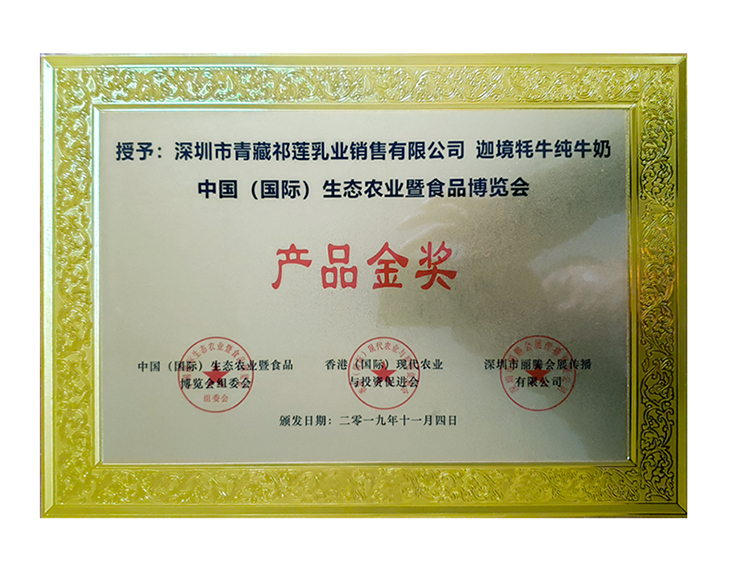 授予：深圳市青藏祁莲乳业销售有限公司 迦境牦牛纯牛奶
中国（国际）生态农业暨食品博览会
产品金奖
中国（国际）生态农业暨食品
博览会组委会
组委会
香港（国际）现代农业
与投资促进会
深圳市丽腾会展传播
有限公司
颁发日期：二零一九年十一月四日